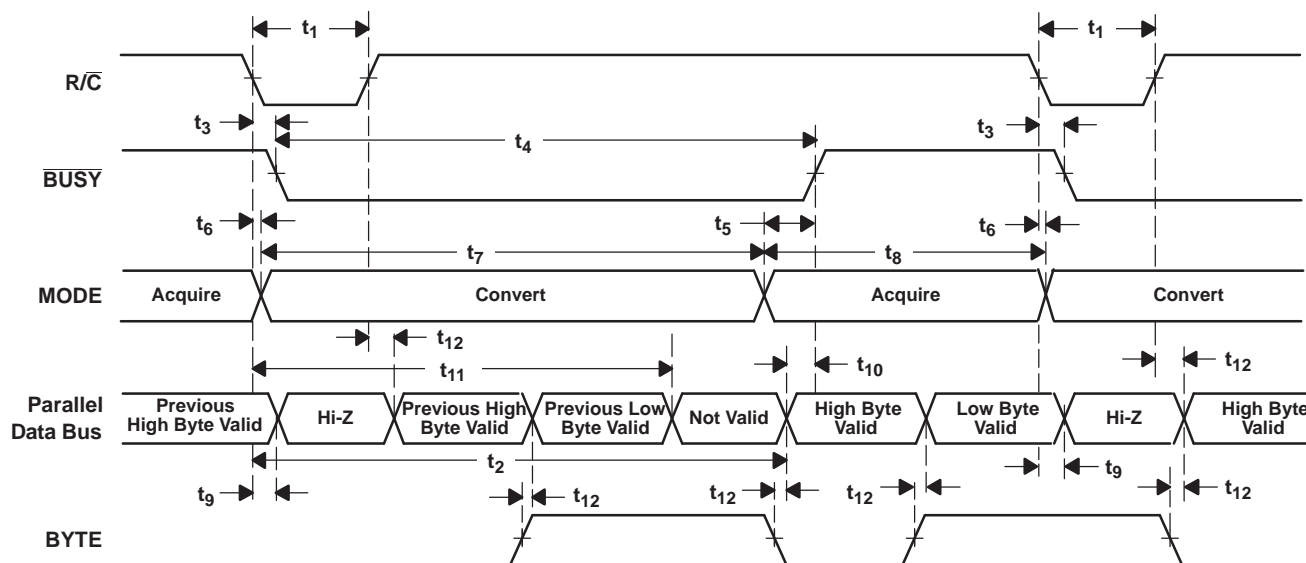 t1 t1
R/C̅
t3 t4 t3
B̅U̅S̅Y̅
t6 t5 t6
t7 t8
MODE Acquire Convert Acquire Convert
t12
t11 t10 t12
Parallel Data Bus
Previous High Byte Valid
Hi-Z
Previous High Byte Valid
Previous Low Byte Valid
Not Valid
High Byte Valid
Low Byte Valid
Hi-Z
High Byte Valid
t2
t9 t12 t12 t12 t9 t12
BYTE